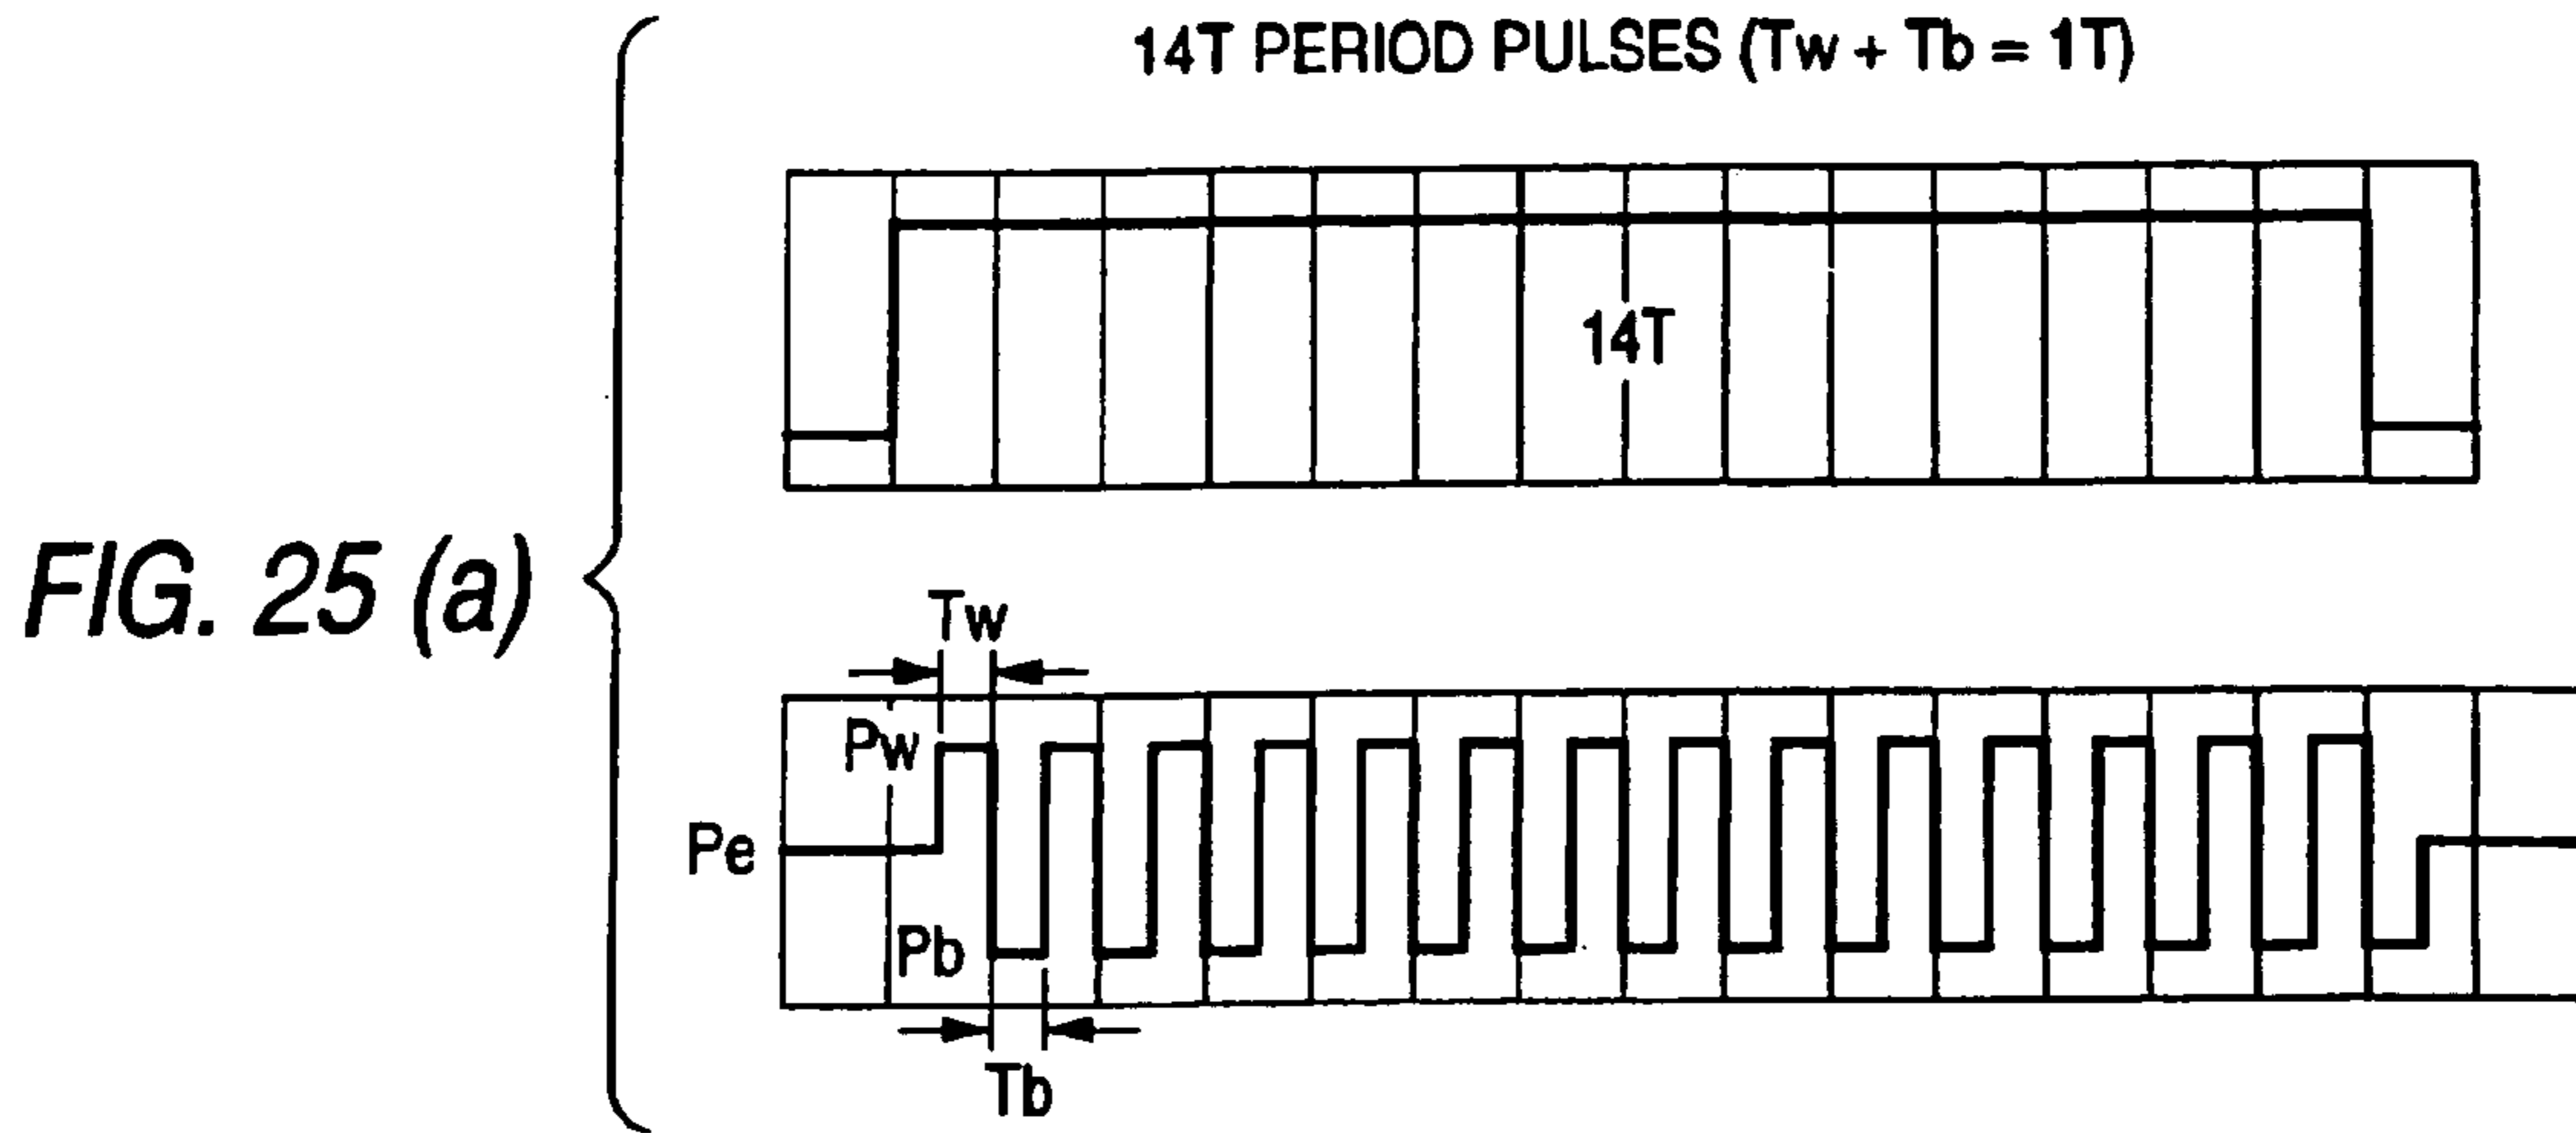 14T PERIOD PULSES (Tw + Tb = 1T)
14T
FIG. 25 (a)
Tw
Pw
Pe
Pb
Tb